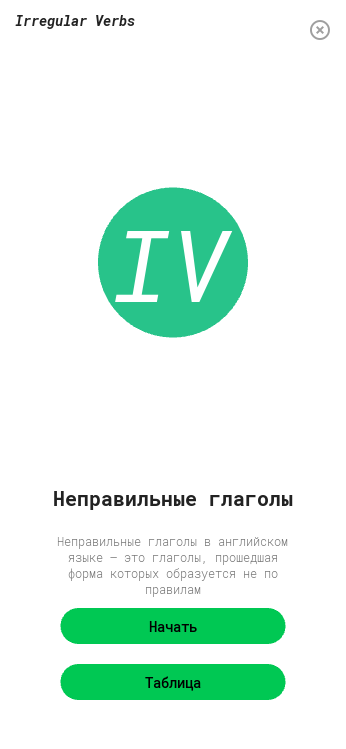 Irregular Verbs
IV
Неправильные глаголы
Неправильные глаголы в английском
языке — это глаголы, прошедшая
форма которых образуется не по
правилам
Начать
Таблица